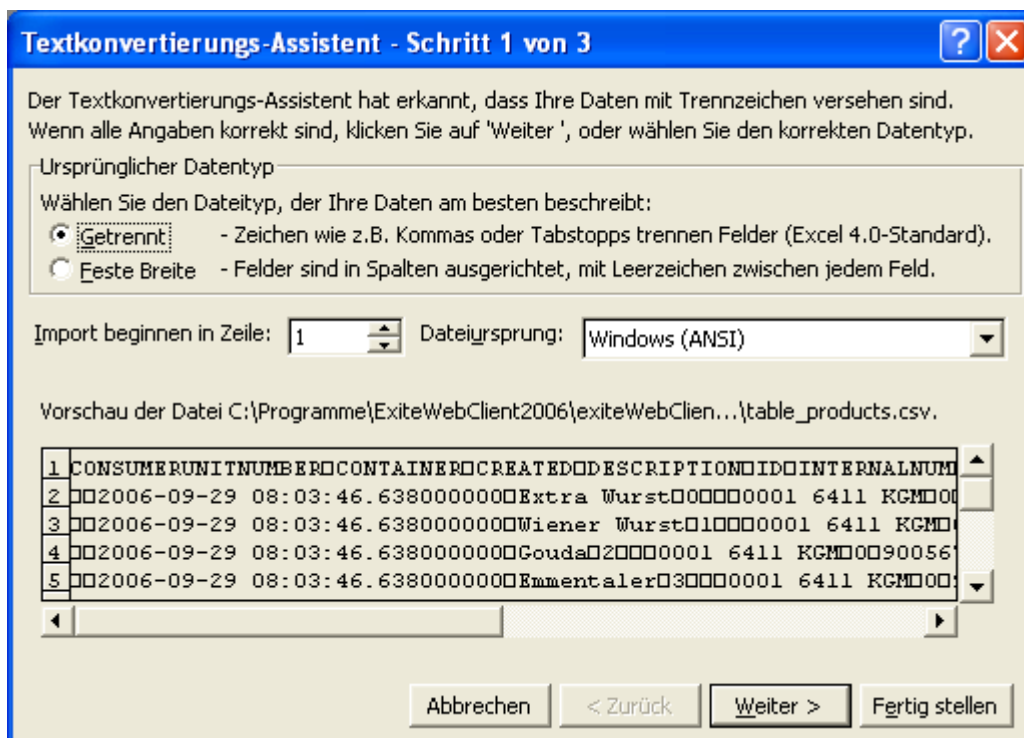 Textkonvertierungs-Assistent - Schritt 1 von 3
Der Textkonvertierungs-Assistent hat erkannt, dass Ihre Daten mit Trennzeichen versehen sind.
Wenn alle Angaben korrekt sind, klicken Sie auf 'Weiter ', oder wählen Sie den korrekten Datentyp.
Ursprünglicher Datentyp
Wählen Sie den Dateityp, der Ihre Daten am besten beschreibt:
Getrennt - Zeichen wie z.B. Kommas oder Tabstopps trennen Felder (Excel 4.0-Standard).
Feste Breite - Felder sind in Spalten ausgerichtet, mit Leerzeichen zwischen jedem Feld.
Import beginnen in Zeile: 1 Dateiursprung: Windows (ANSI)
Vorschau der Datei C:\Programme\ExiteWebClient2006\exiteWebClien...\table_products.csv.
1 CONSUMERUNITNUMBER□CONTAINER□CREATED□DESCRIPTION□ID□INTERNALNUM
2 □□2006-09-29 08:03:46.638000000□Extra Wurst□0□□□0001 6411 KGM□0
3 □□2006-09-29 08:03:46.638000000□Wiener Wurst□1□□□0001 6411 KGM□
4 □□2006-09-29 08:03:46.638000000□Gouda□2□□□0001 6411 KGM□0□90056
5 □□2006-09-29 08:03:46.638000000□Emmentaler□3□□□0001 6411 KGM□0□
Abbrechen < Zurück Weiter > Fertig stellen